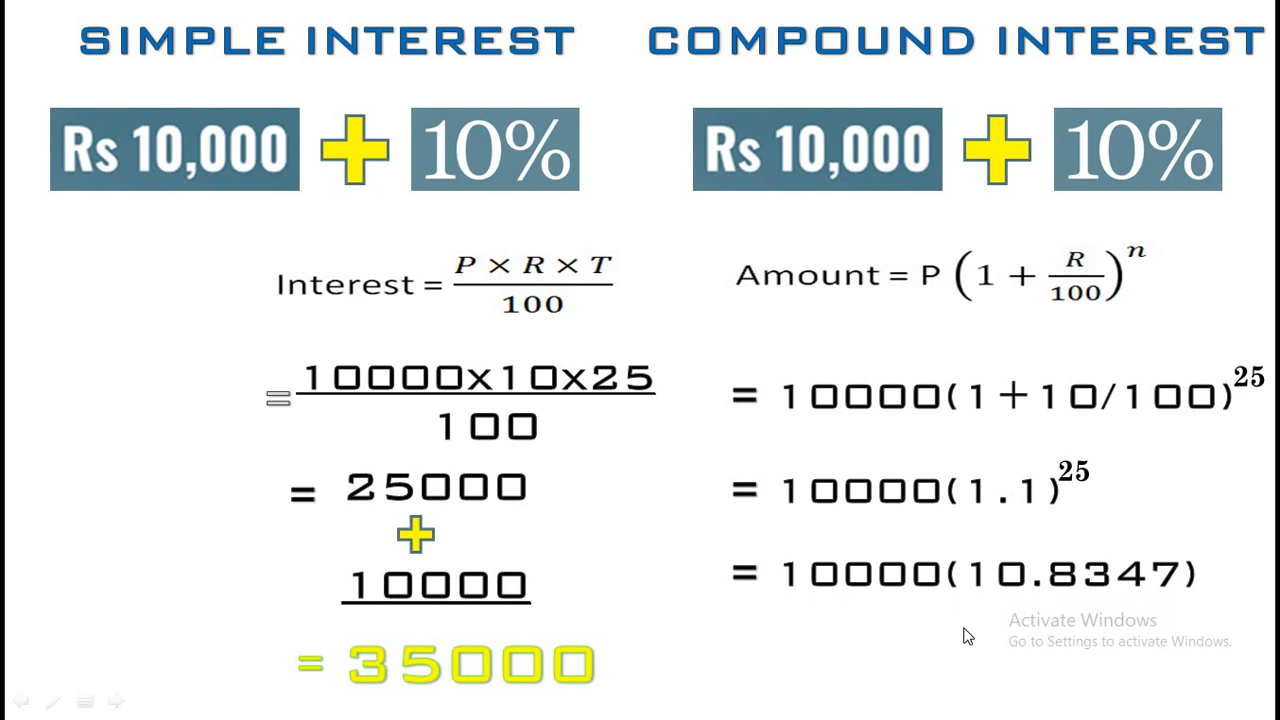 SIMPLE INTEREST
Rs 10,000 + 10%
Interest = P × R × T / 100
= 10000x10x25 / 100
= 25000
+
10000
= 35000
COMPOUND INTEREST
Rs 10,000 + 10%
Amount = P (1 + R/100)^n
= 10000(1+10/100)^25
= 10000(1.1)^25
= 10000(10.8347)
Activate Windows
Go to Settings to activate Windows.